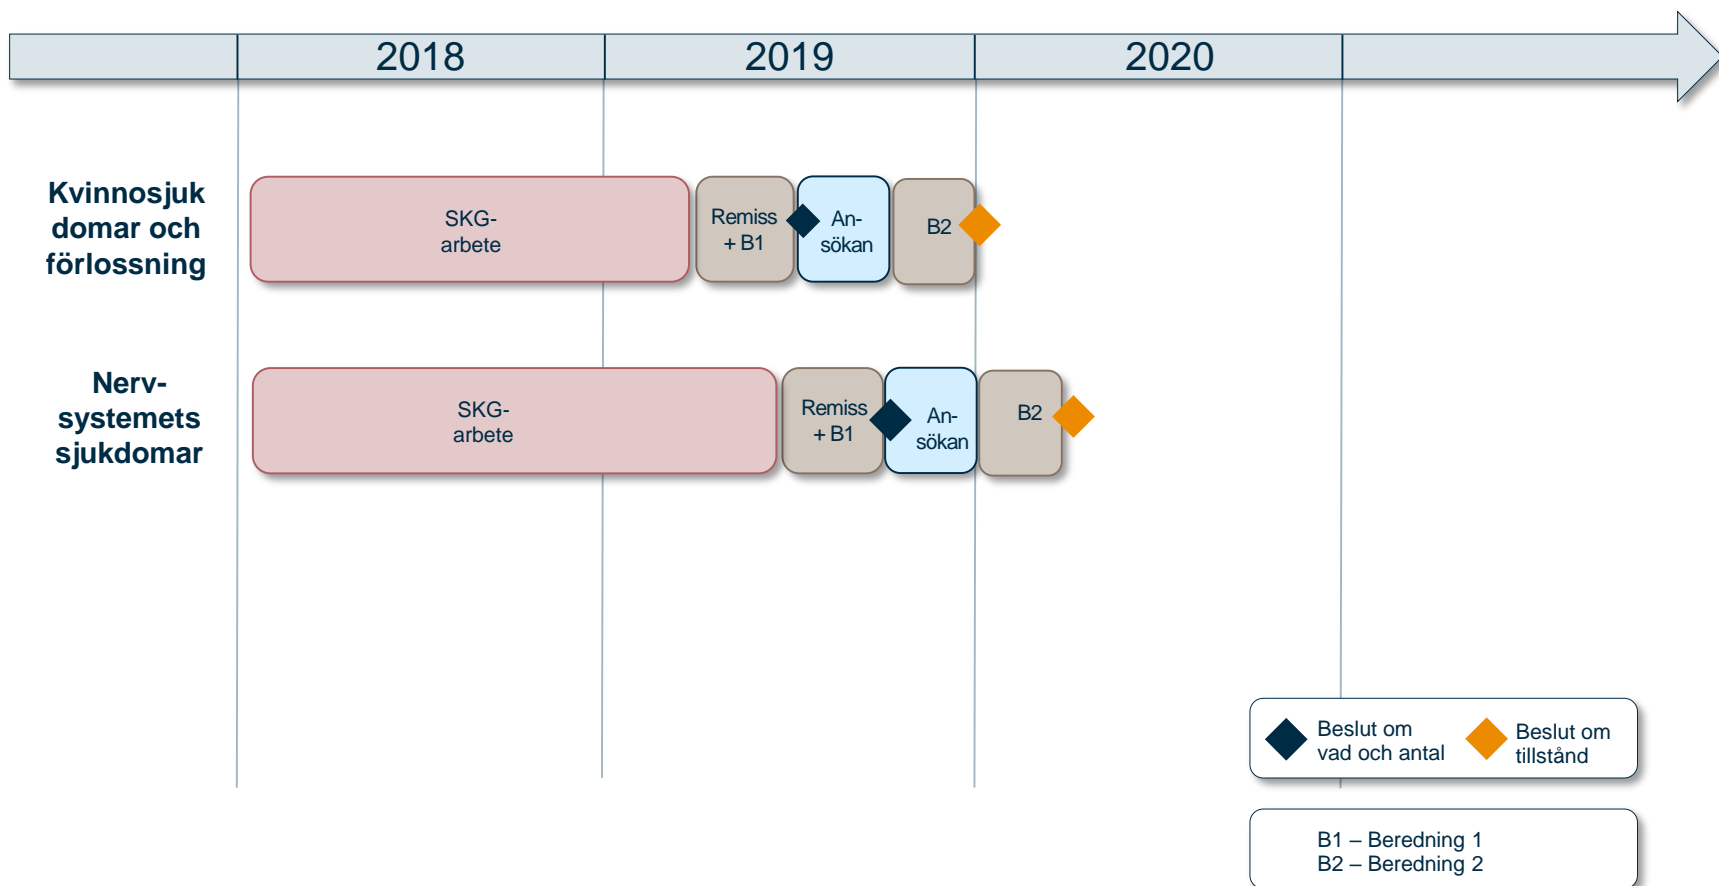 2018
2019
2020
Kvinnosjuk
domar och
förlossning
SKG-
arbete
Remiss
+ B1
An-
sökan
B2
Nerv-
systemets
sjukdomar
SKG-
arbete
Remiss
+ B1
An-
sökan
B2
Beslut om
vad och antal
Beslut om
tillstånd
B1 – Beredning 1
B2 – Beredning 2